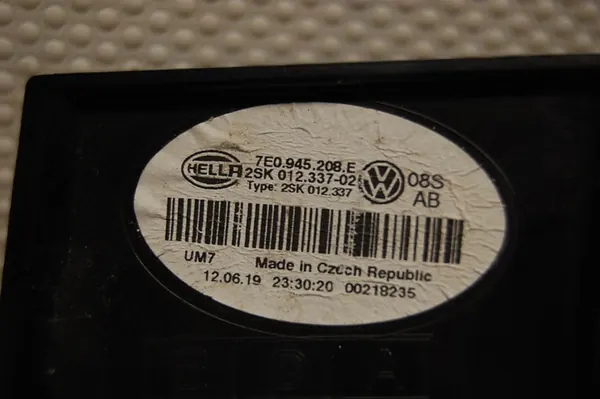 7E0.945.208.E
HELLA 2SK 012.337-02 VW 08S
Type: 2SK 012.337 AB
UM7 Made in Czech Republic
12.06.19 23:30:20 00218235